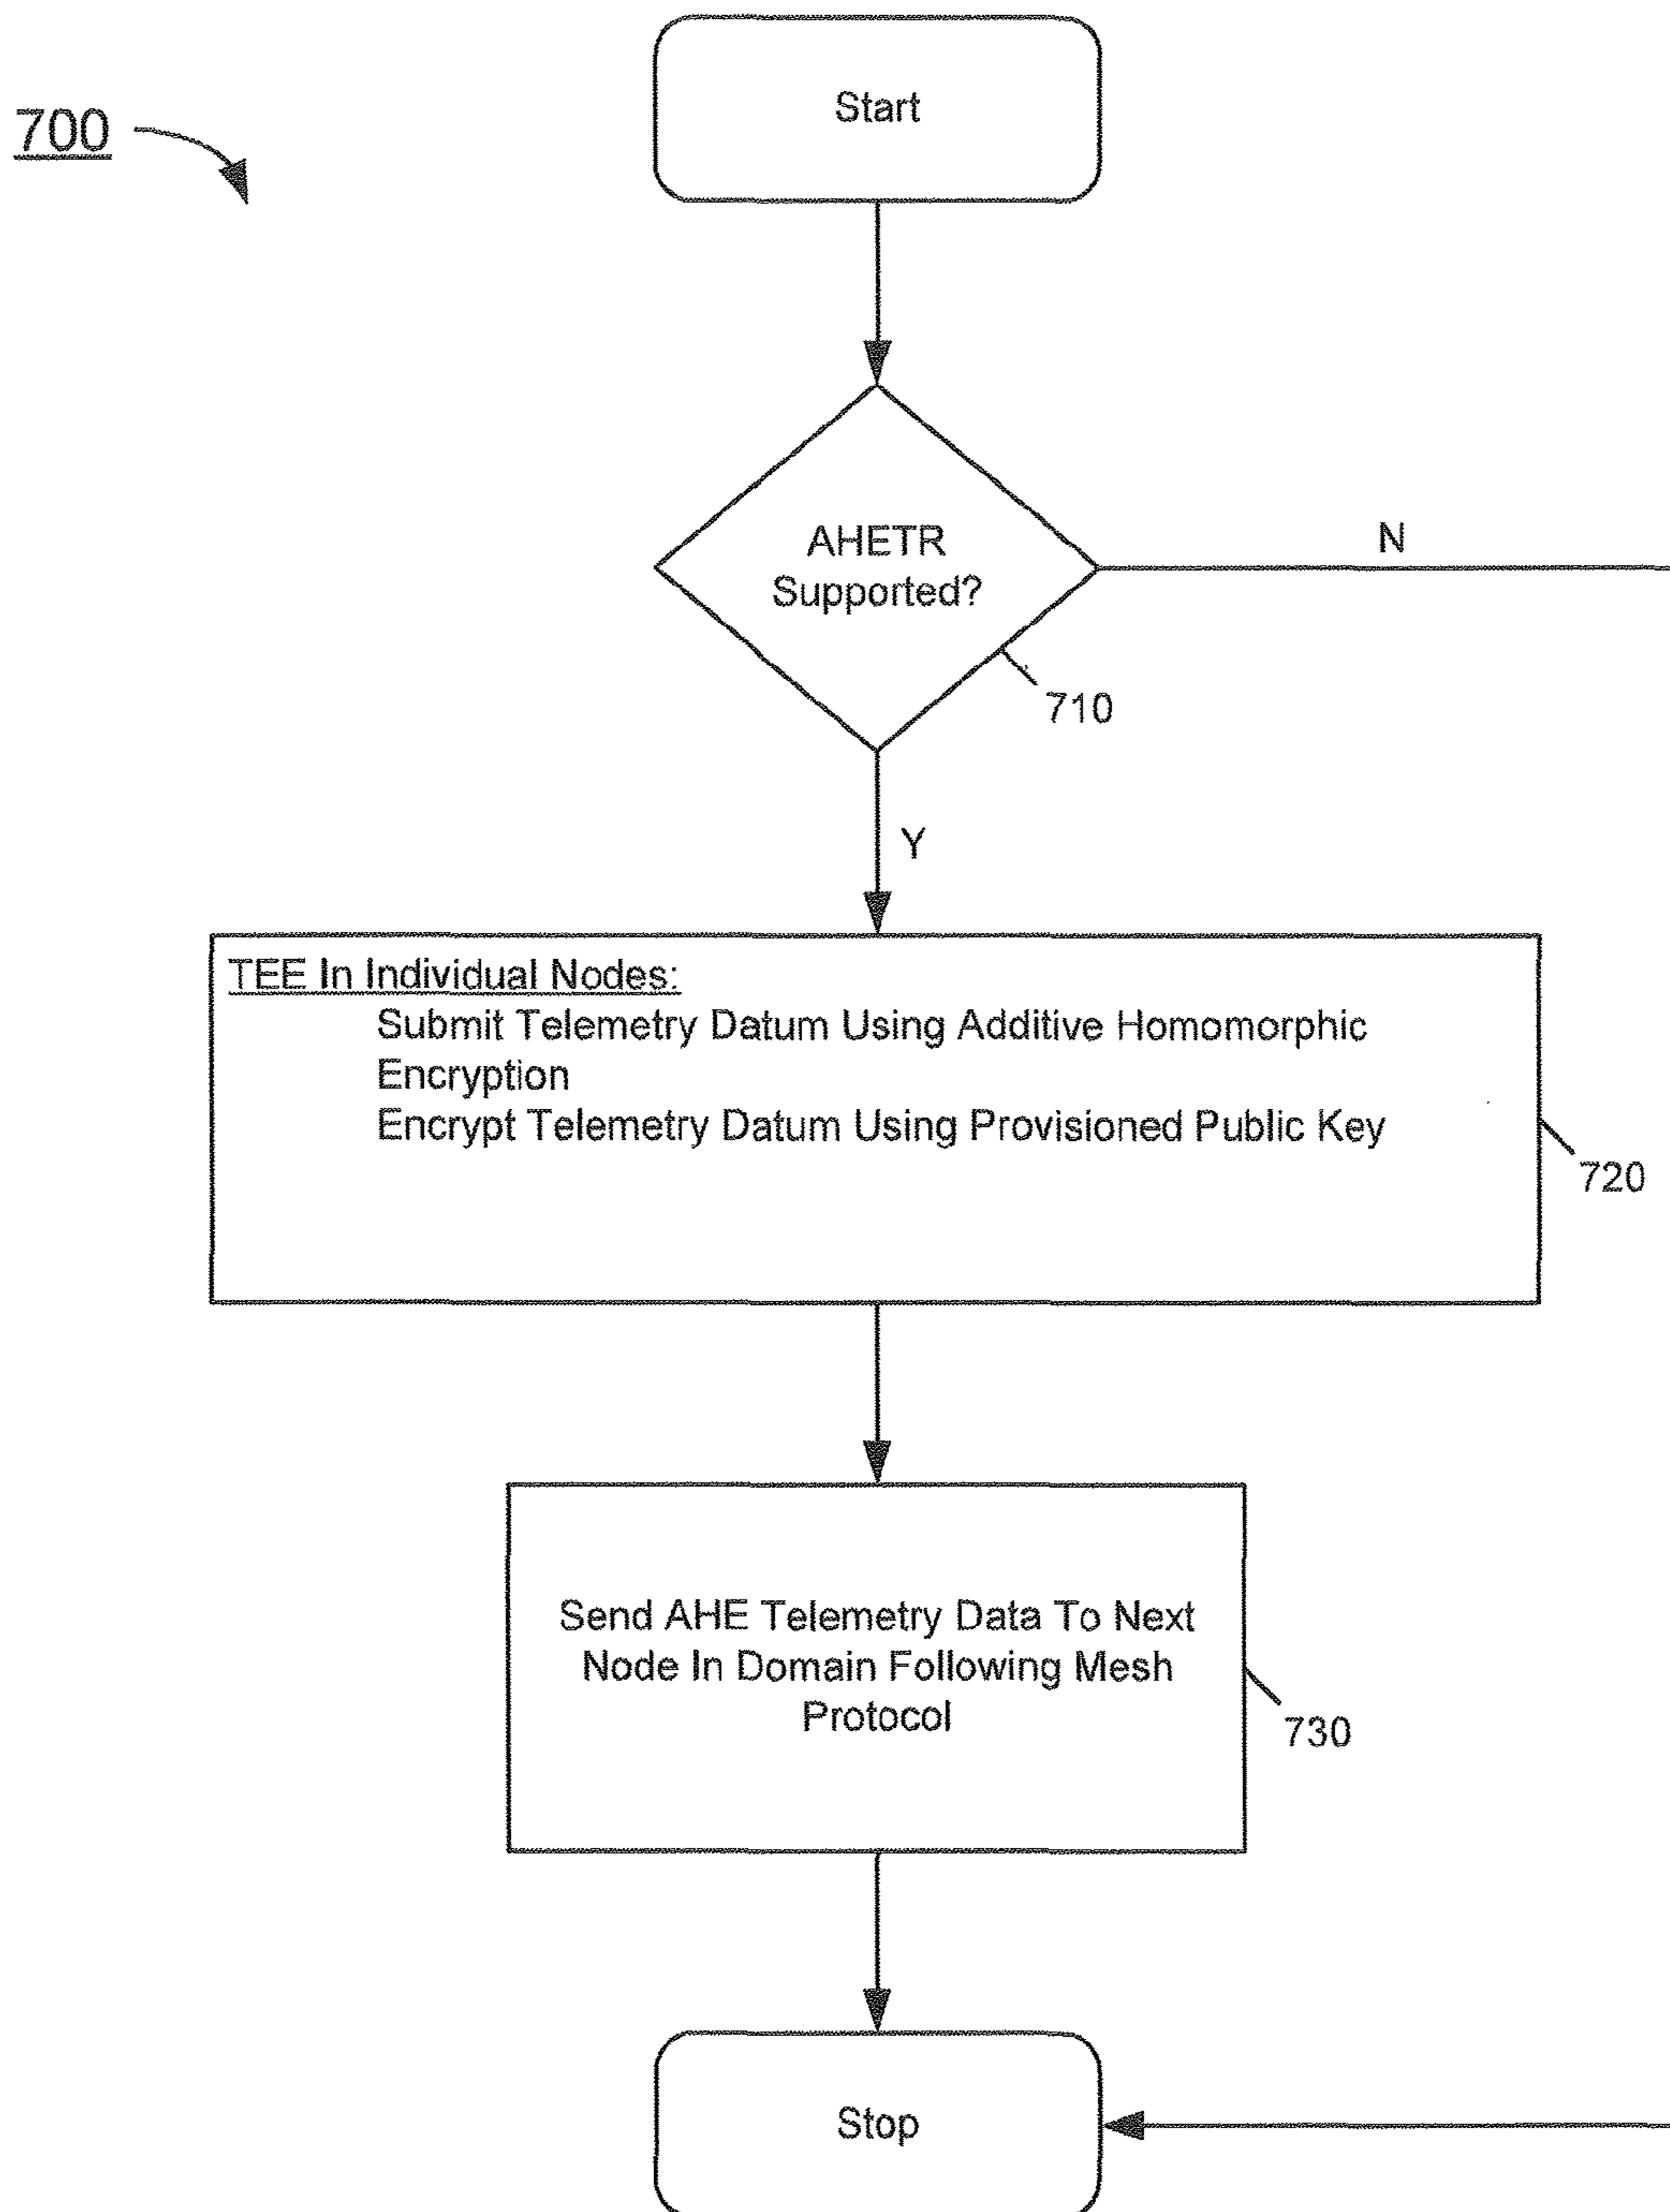 700
Start
AHETR
Supported?
N
710
Y
TEE In Individual Nodes:
Submit Telemetry Datum Using Additive Homomorphic
Encryption
Encrypt Telemetry Datum Using Provisioned Public Key
720
Send AHE Telemetry Data To Next
Node In Domain Following Mesh
Protocol
730
Stop